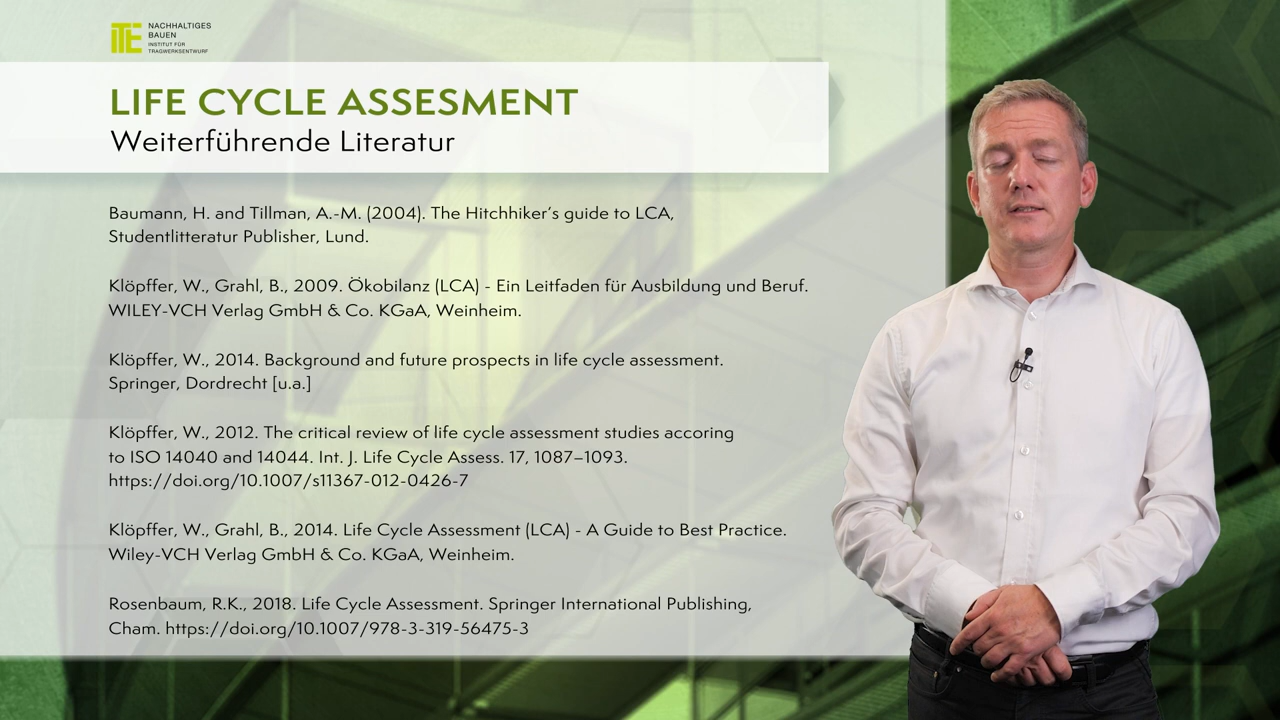 NACHHALTIGES
BAUEN
INSTITUT FÜR
TRAGWERKSENTWURF
LIFE CYCLE ASSESMENT
Weiterführende Literatur
Baumann, H. and Tillman, A.-M. (2004). The Hitchhiker's guide to LCA,
Studentlitteratur Publisher, Lund.
Klöpffer, W., Grahl, B., 2009. Ökobilanz (LCA) - Ein Leitfaden für Ausbildung und Beruf.
WILEY-VCH Verlag GmbH & Co. KGaA, Weinheim.
Klöpffer, W., 2014. Background and future prospects in life cycle assessment.
Springer, Dordrecht [u.a.]
Klöpffer, W., 2012. The critical review of life cycle assessment studies accoring
to ISO 14040 and 14044. Int. J. Life Cycle Assess. 17, 1087–1093.
https://doi.org/10.1007/s11367-012-0426-7
Klöpffer, W., Grahl, B., 2014. Life Cycle Assessment (LCA) - A Guide to Best Practice.
Wiley-VCH Verlag GmbH & Co. KGaA, Weinheim.
Rosenbaum, R.K., 2018. Life Cycle Assessment. Springer International Publishing,
Cham. https://doi.org/10.1007/978-3-319-56475-3